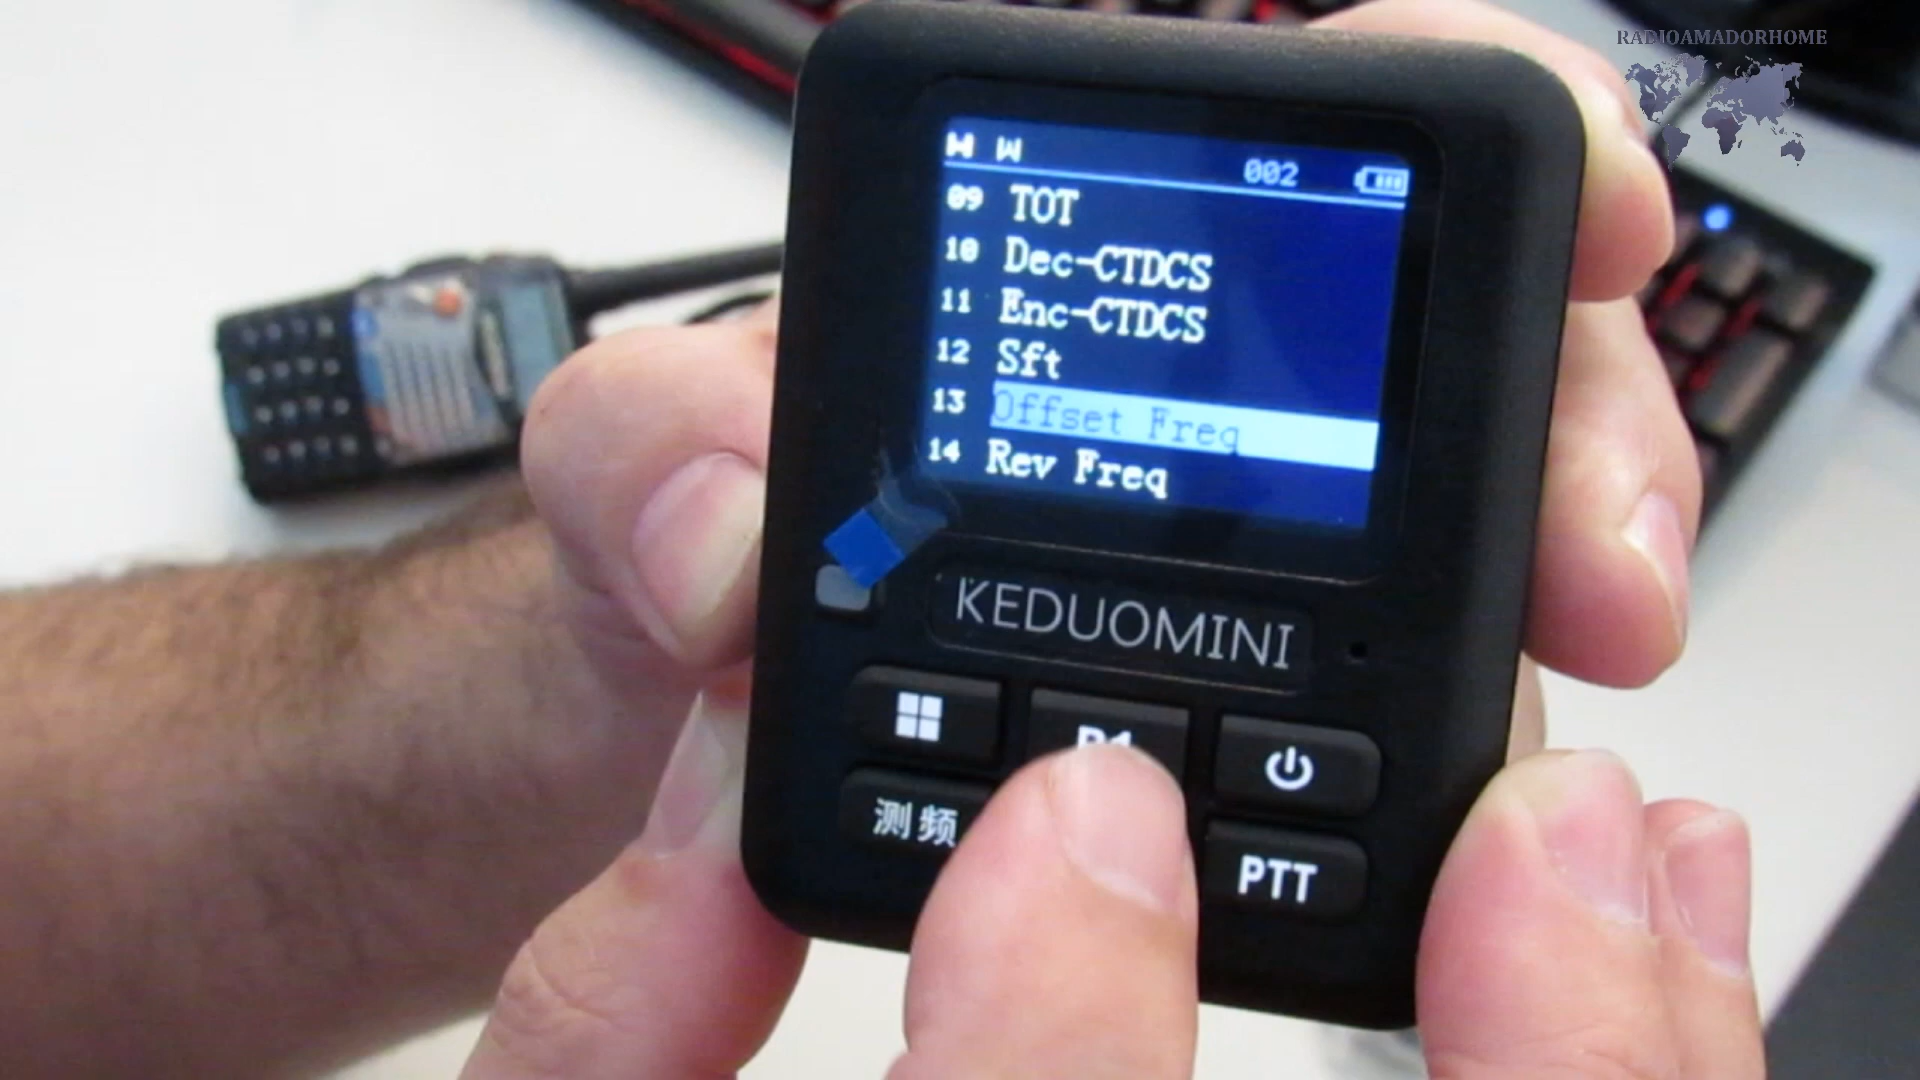 RADIOAMADORHOME
H W 002
09 TOT
10 Dec-CTDCS
11 Enc-CTDCS
12 Sft
13 Offset Freq
14 Rev Freq
KEDUOMINI
测频
PTT